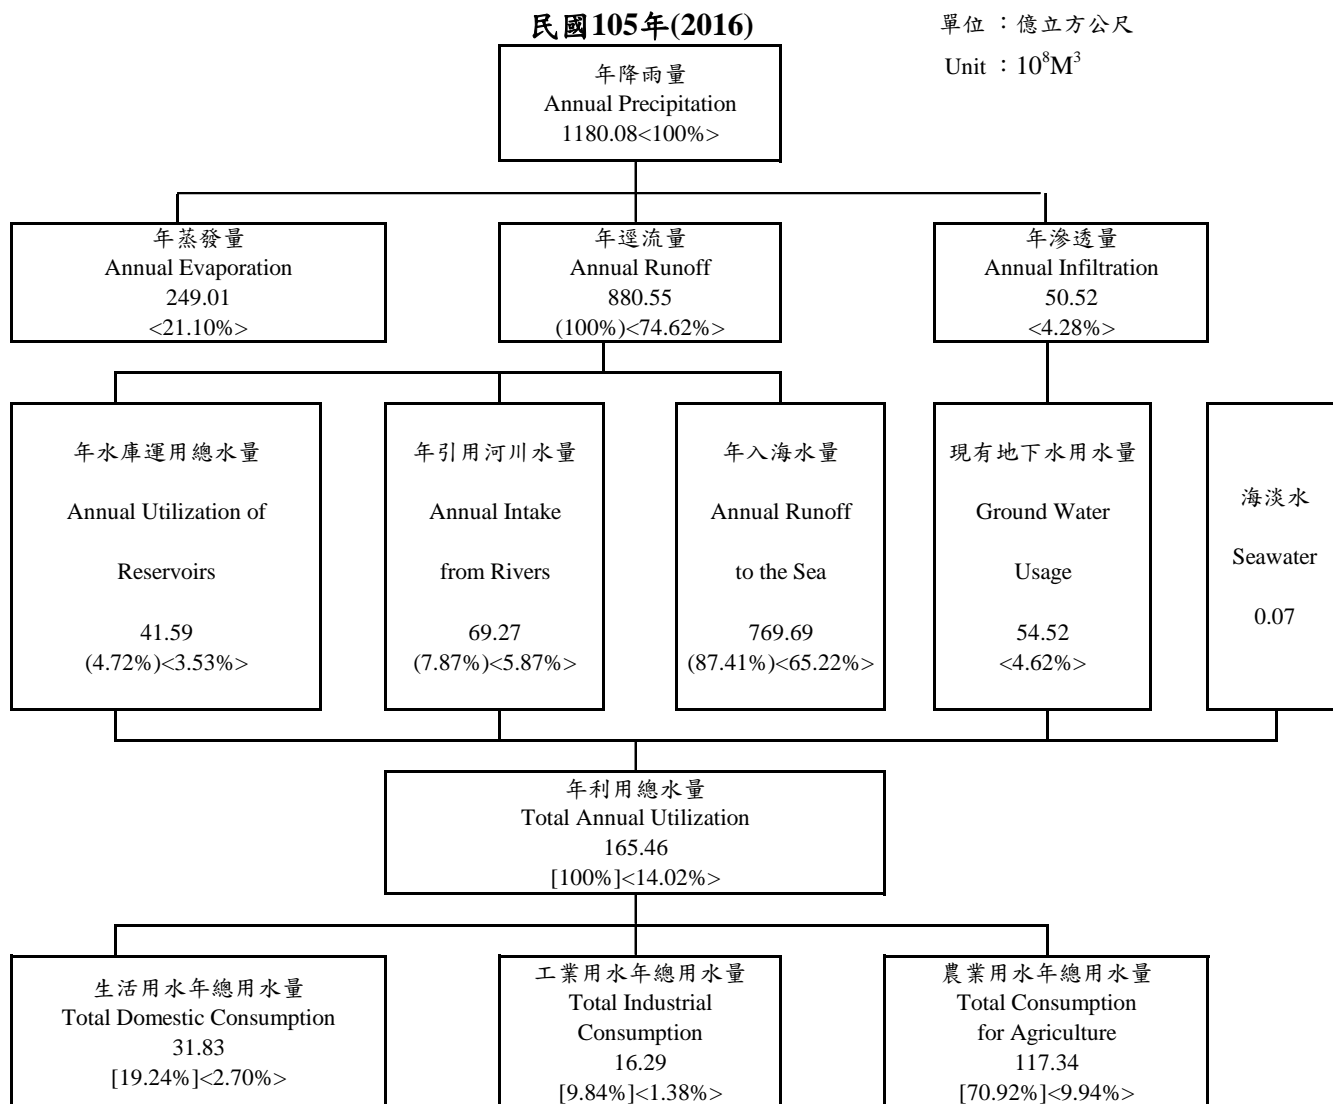 民國105年(2016)
單位 ：億立方公尺
Unit ：10⁸M³
年降雨量
Annual Precipitation
1180.08<100%>
年蒸發量
Annual Evaporation
249.01
<21.10%>
年逕流量
Annual Runoff
880.55
(100%)<74.62%>
年滲透量
Annual Infiltration
50.52
<4.28%>
年水庫運用總水量
Annual Utilization of
Reservoirs
41.59
(4.72%)<3.53%>
年引用河川水量
Annual Intake
from Rivers
69.27
(7.87%)<5.87%>
年入海水量
Annual Runoff
to the Sea
769.69
(87.41%)<65.22%>
現有地下水用水量
Ground Water
Usage
54.52
<4.62%>
海淡水
Seawater
0.07
年利用總水量
Total Annual Utilization
165.46
[100%]<14.02%>
生活用水年總用水量
Total Domestic Consumption
31.83
[19.24%]<2.70%>
工業用水年總用水量
Total Industrial
Consumption
16.29
[9.84%]<1.38%>
農業用水年總用水量
Total Consumption
for Agriculture
117.34
[70.92%]<9.94%>